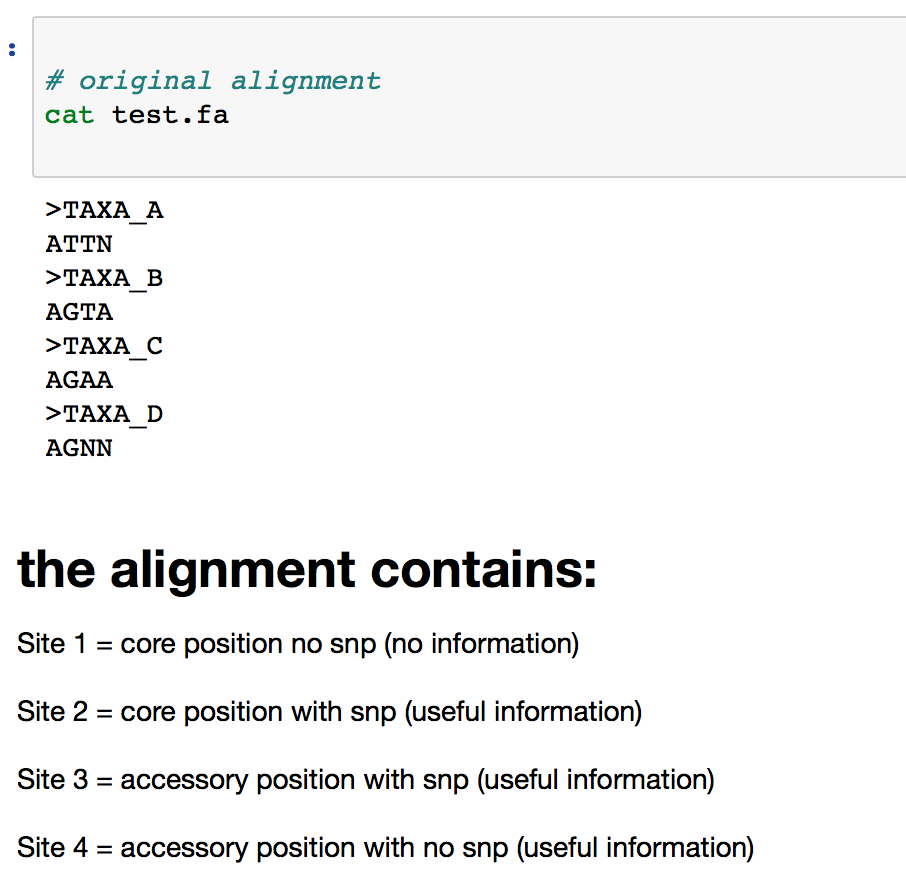 :
# original alignment
cat test.fa
>TAXA_A
ATTN
>TAXA_B
AGTA
>TAXA_C
AGAA
>TAXA_D
AGNN
the alignment contains:
Site 1 = core position no snp (no information)
Site 2 = core position with snp (useful information)
Site 3 = accessory position with snp (useful information)
Site 4 = accessory position with no snp (useful information)